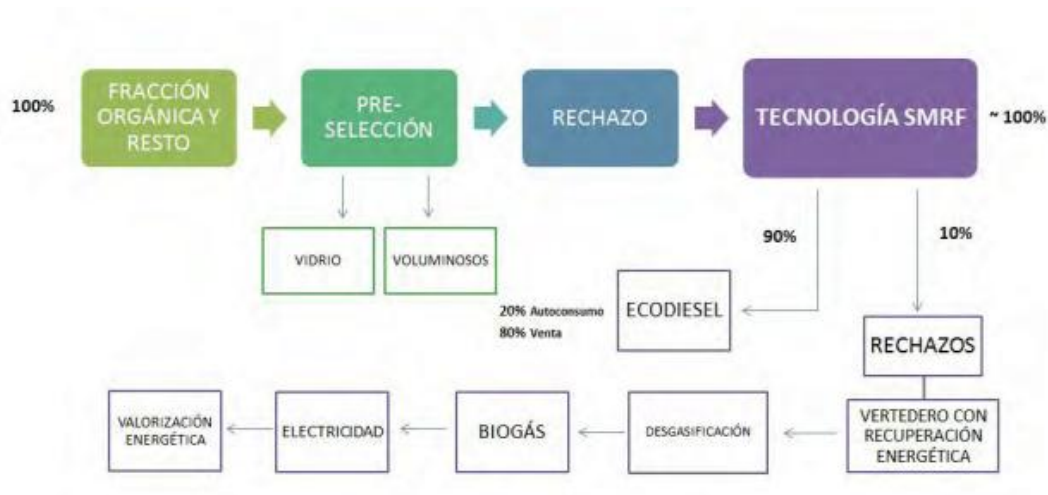 100%
FRACCIÓN
ORGÁNICA Y
RESTO
PRE-
SELECCIÓN
RECHAZO
TECNOLOGÍA SMRF
~ 100%
VIDRIO
VOLUMINOSOS
90%
10%
20% Autoconsumo
80% Venta
ECODIESEL
RECHAZOS
VALORIZACIÓN
ENERGÉTICA
ELECTRICIDAD
BIOGÁS
DESGASIFICACIÓN
VERTEDERO CON
RECUPERACIÓN
ENERGÉTICA